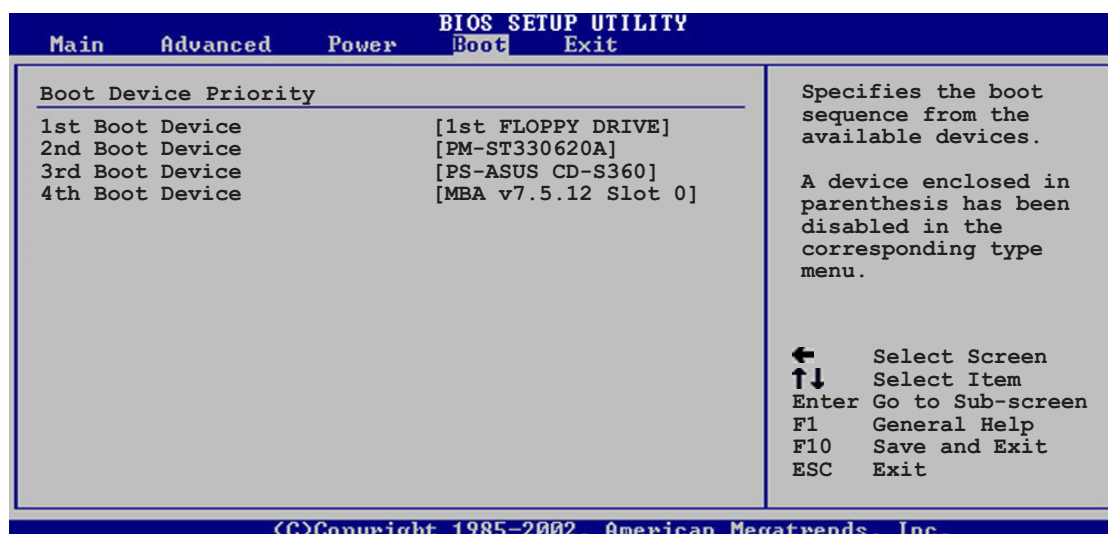 BIOS SETUP UTILITY
Main Advanced Power Boot Exit
Boot Device Priority
1st Boot Device [1st FLOPPY DRIVE]
2nd Boot Device [PM-ST330620A]
3rd Boot Device [PS-ASUS CD-S360]
4th Boot Device [MBA v7.5.12 Slot 0]
Specifies the boot
sequence from the
available devices.
A device enclosed in
parenthesis has been
disabled in the
corresponding type
menu.
← Select Screen
↑↓ Select Item
Enter Go to Sub-screen
F1 General Help
F10 Save and Exit
ESC Exit
(C)Copyright 1985-2002, American Megatrends, Inc.